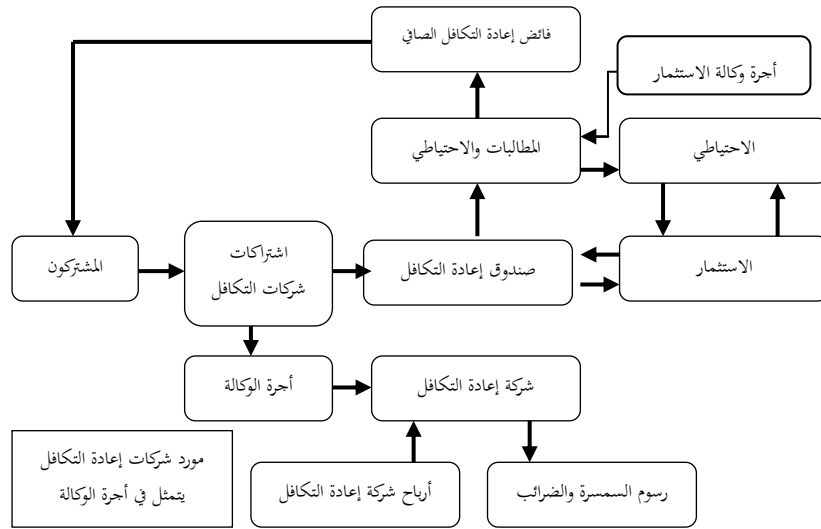 فائض إعادة التكافل الصافي
أجرة وكالة الاستثمار
المطالبات والاحتياطي
الاحتياطي
المشتركون
اشتراكات
شركات التكافل
صندوق إعادة التكافل
الاستثمار
أجرة الوكالة
شركة إعادة التكافل
مورد شركات إعادة التكافل
يتمثل في أجرة الوكالة
أرباح شركة إعادة التكافل
رسوم السمسرة والضرائب